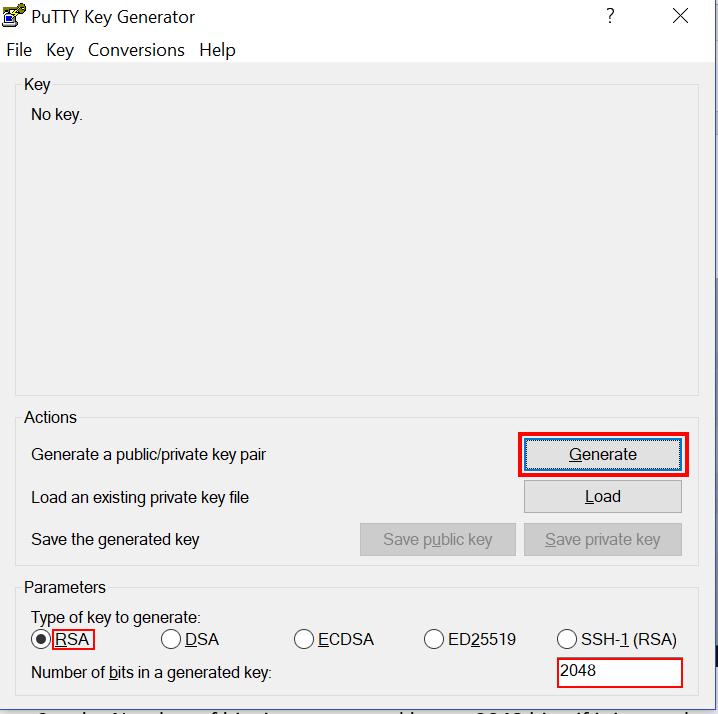 PuTTY Key Generator
?
File Key Conversions Help
Key
No key.
Actions
Generate a public/private key pair
Generate
Load an existing private key file
Load
Save the generated key
Save public key
Save private key
Parameters
Type of key to generate:
RSA DSA ECDSA ED25519 SSH-1 (RSA)
Number of bits in a generated key:
2048